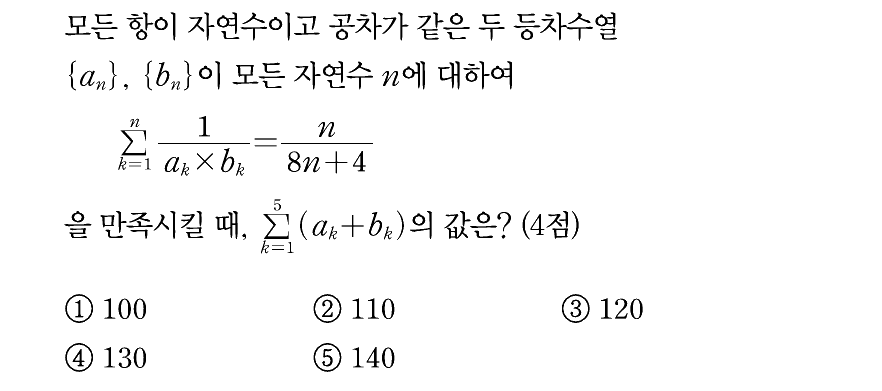 모든 항이 자연수이고 공차가 같은 두 등차수열
{aₙ}, {bₙ}이 모든 자연수 n에 대하여
∑_{k=1}^{n} 1/(aₖ×bₖ) = n/(8n+4)
을 만족시킬 때, ∑_{k=1}^{5} (aₖ+bₖ)의 값은? (4점)
① 100 ② 110 ③ 120
④ 130 ⑤ 140